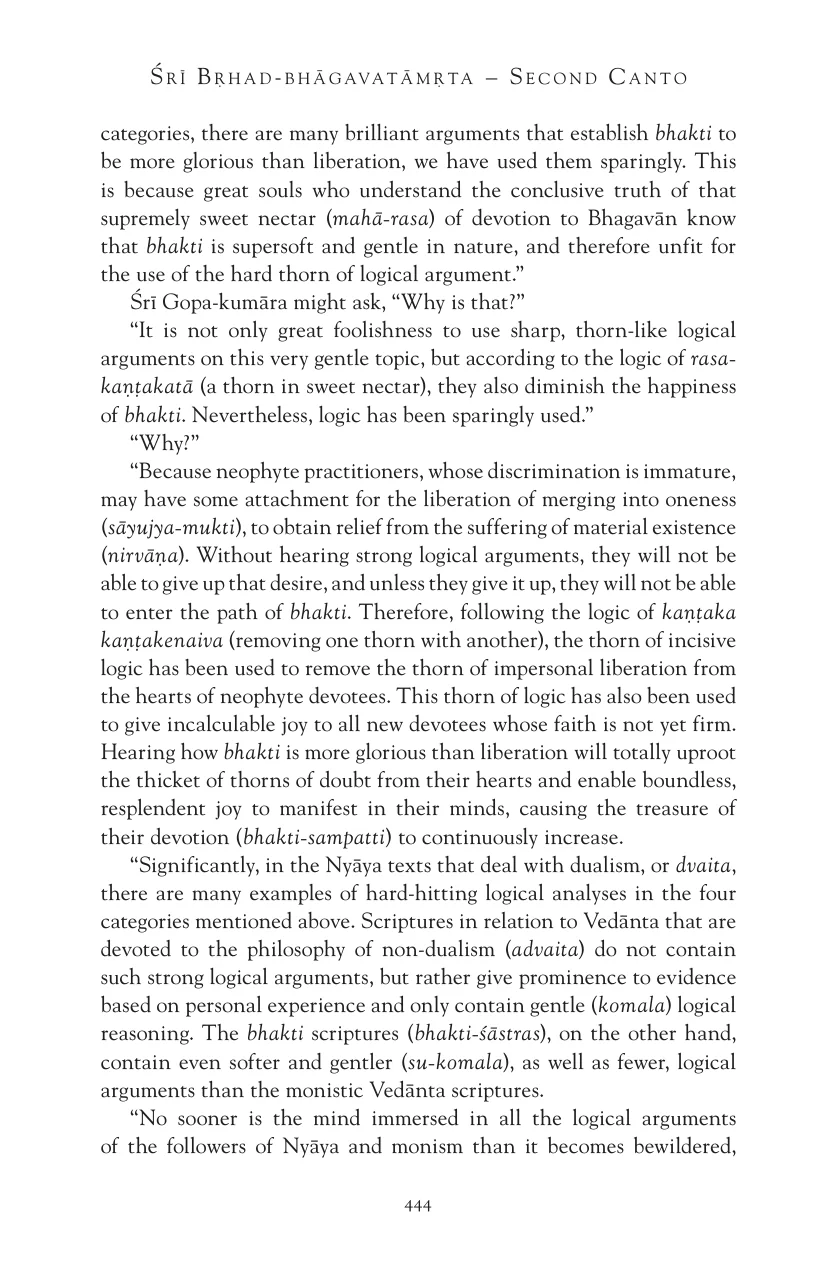 Śrī Bṛhad-bhāgavatāmṛta – Second Canto
categories, there are many brilliant arguments that establish bhakti to
be more glorious than liberation, we have used them sparingly. This
is because great souls who understand the conclusive truth of that
supremely sweet nectar (mahā-rasa) of devotion to Bhagavān know
that bhakti is supersoft and gentle in nature, and therefore unfit for
the use of the hard thorn of logical argument.”
Śrī Gopa-kumāra might ask, “Why is that?”
“It is not only great foolishness to use sharp, thorn-like logical
arguments on this very gentle topic, but according to the logic of rasa-
kaṇṭakatā (a thorn in sweet nectar), they also diminish the happiness
of bhakti. Nevertheless, logic has been sparingly used.”
“Why?”
“Because neophyte practitioners, whose discrimination is immature,
may have some attachment for the liberation of merging into oneness
(sāyujya-mukti), to obtain relief from the suffering of material existence
(nirvāṇa). Without hearing strong logical arguments, they will not be
able to give up that desire, and unless they give it up, they will not be able
to enter the path of bhakti. Therefore, following the logic of kaṇṭaka
kaṇṭakenaiva (removing one thorn with another), the thorn of incisive
logic has been used to remove the thorn of impersonal liberation from
the hearts of neophyte devotees. This thorn of logic has also been used
to give incalculable joy to all new devotees whose faith is not yet firm.
Hearing how bhakti is more glorious than liberation will totally uproot
the thicket of thorns of doubt from their hearts and enable boundless,
resplendent joy to manifest in their minds, causing the treasure of
their devotion (bhakti-sampatti) to continuously increase.
“Significantly, in the Nyāya texts that deal with dualism, or dvaita,
there are many examples of hard-hitting logical analyses in the four
categories mentioned above. Scriptures in relation to Vedānta that are
devoted to the philosophy of non-dualism (advaita) do not contain
such strong logical arguments, but rather give prominence to evidence
based on personal experience and only contain gentle (komala) logical
reasoning. The bhakti scriptures (bhakti-śāstras), on the other hand,
contain even softer and gentler (su-komala), as well as fewer, logical
arguments than the monistic Vedānta scriptures.
“No sooner is the mind immersed in all the logical arguments
of the followers of Nyāya and monism than it becomes bewildered,
444